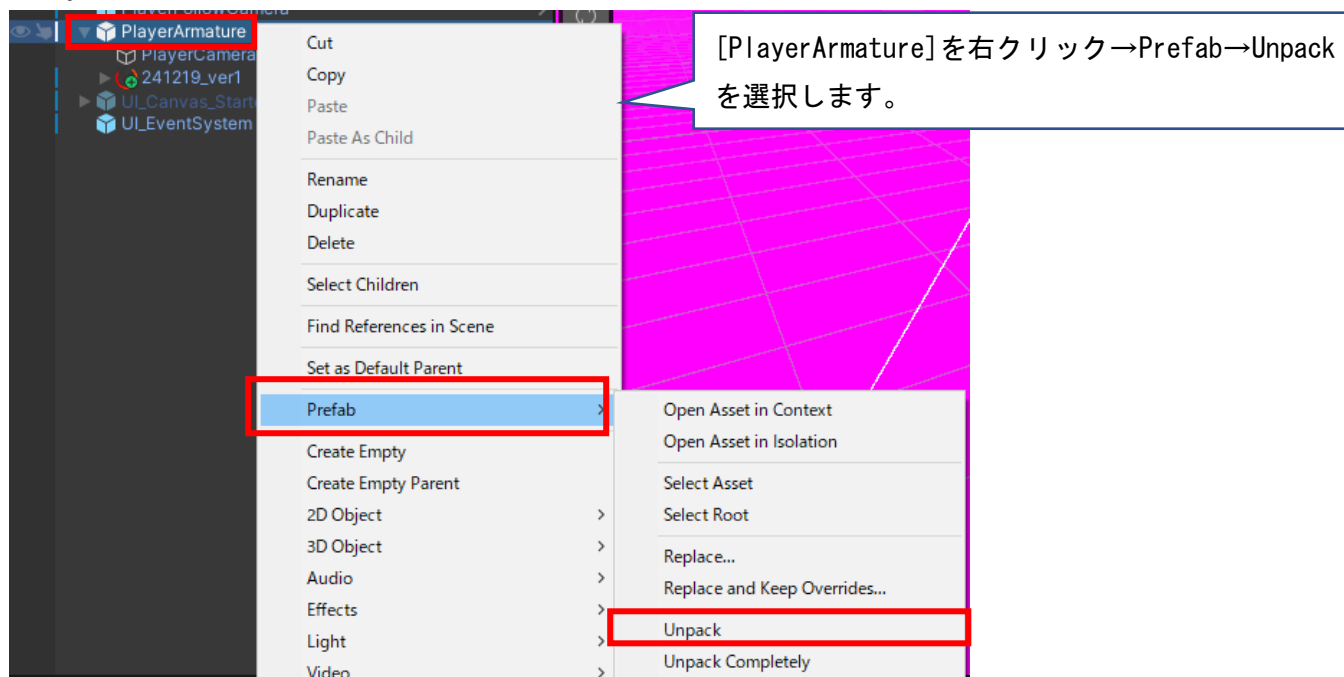 PlayerArmature
PlayerCamera
241219_ver1
UI_Canvas_Start
UI_EventSystem
Cut
Copy
Paste
Paste As Child
Rename
Duplicate
Delete
Select Children
Find References in Scene
Set as Default Parent
Prefab
Create Empty
Create Empty Parent
2D Object
3D Object
Audio
Effects
Light
Video
Open Asset in Context
Open Asset in Isolation
Select Asset
Select Root
Replace...
Replace and Keep Overrides...
Unpack
Unpack Completely
[PlayerArmature]を右クリック→Prefab→Unpack
を選択します。